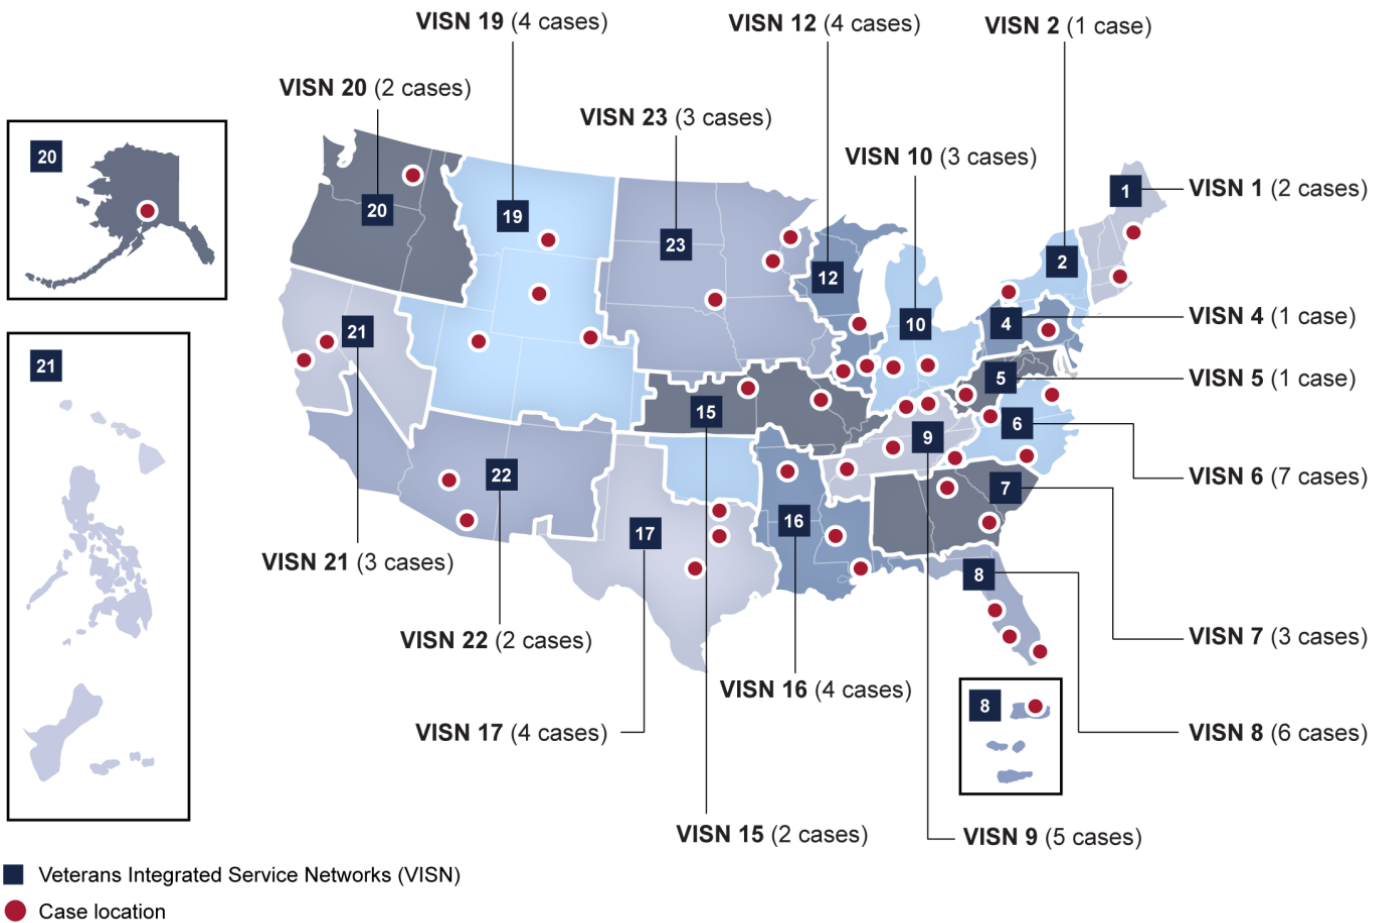 VISN 19 (4 cases)
VISN 12 (4 cases)
VISN 2 (1 case)
VISN 20 (2 cases)
VISN 23 (3 cases)
VISN 10 (3 cases)
20
1
VISN 1 (2 cases)
20
19
23
2
12
21
10
4
VISN 4 (1 case)
21
5
VISN 5 (1 case)
15
9
6
22
VISN 6 (7 cases)
7
16
17
VISN 21 (3 cases)
8
VISN 22 (2 cases)
VISN 7 (3 cases)
VISN 16 (4 cases)
8
VISN 17 (4 cases)
VISN 8 (6 cases)
VISN 15 (2 cases)
VISN 9 (5 cases)
Veterans Integrated Service Networks (VISN)
Case location